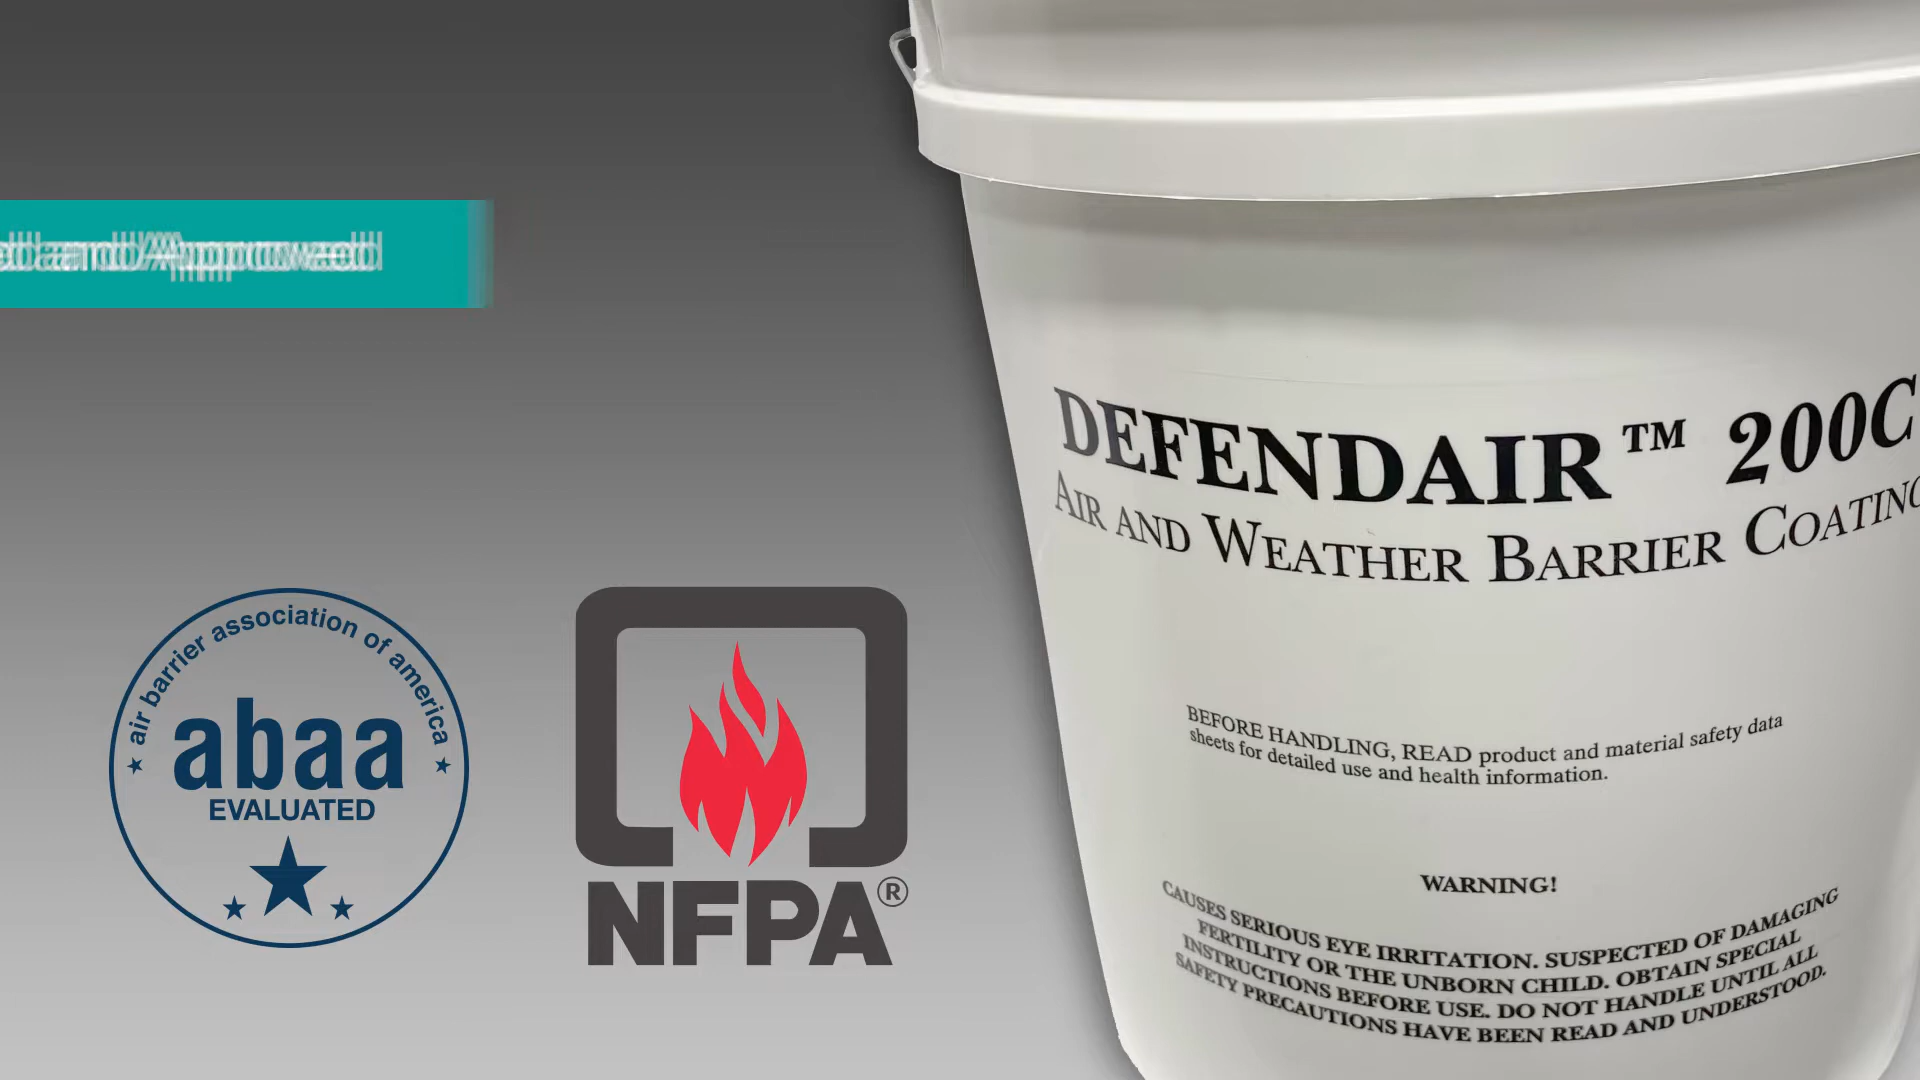 and Approved
DEFENDAIR™ 200C
AIR AND WEATHER BARRIER COATING
BEFORE HANDLING, READ product and material safety data
sheets for detailed use and health information.
WARNING!
CAUSES SERIOUS EYE IRRITATION. SUSPECTED OF DAMAGING
FERTILITY OR THE UNBORN CHILD. OBTAIN SPECIAL
INSTRUCTIONS BEFORE USE. DO NOT HANDLE UNTIL ALL
SAFETY PRECAUTIONS HAVE BEEN READ AND UNDERSTOOD.
air barrier association of america
abaa
EVALUATED
NFPA®